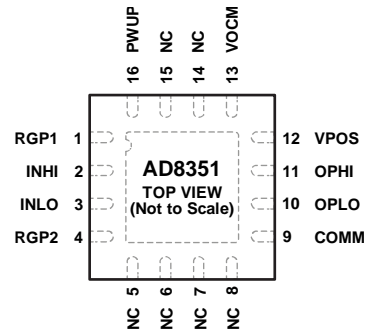 PWUP NC NC VOCM
16 15 14 13
RGP1 1 12 VPOS
INHI 2 11 OPHI
INLO 3 10 OPLO
RGP2 4 9 COMM
AD8351
TOP VIEW
(Not to Scale)
5 6 7 8
NC NC NC NC